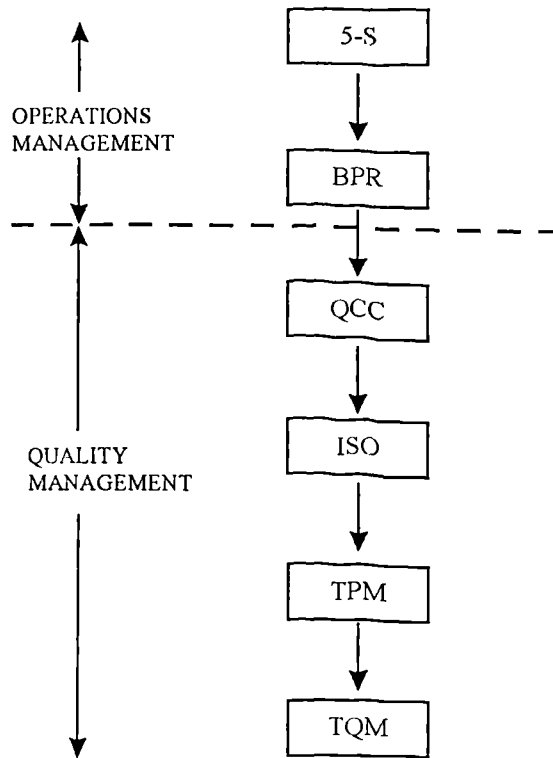 5-S
OPERATIONS
MANAGEMENT
BPR
QCC
QUALITY
MANAGEMENT
ISO
TPM
TQM